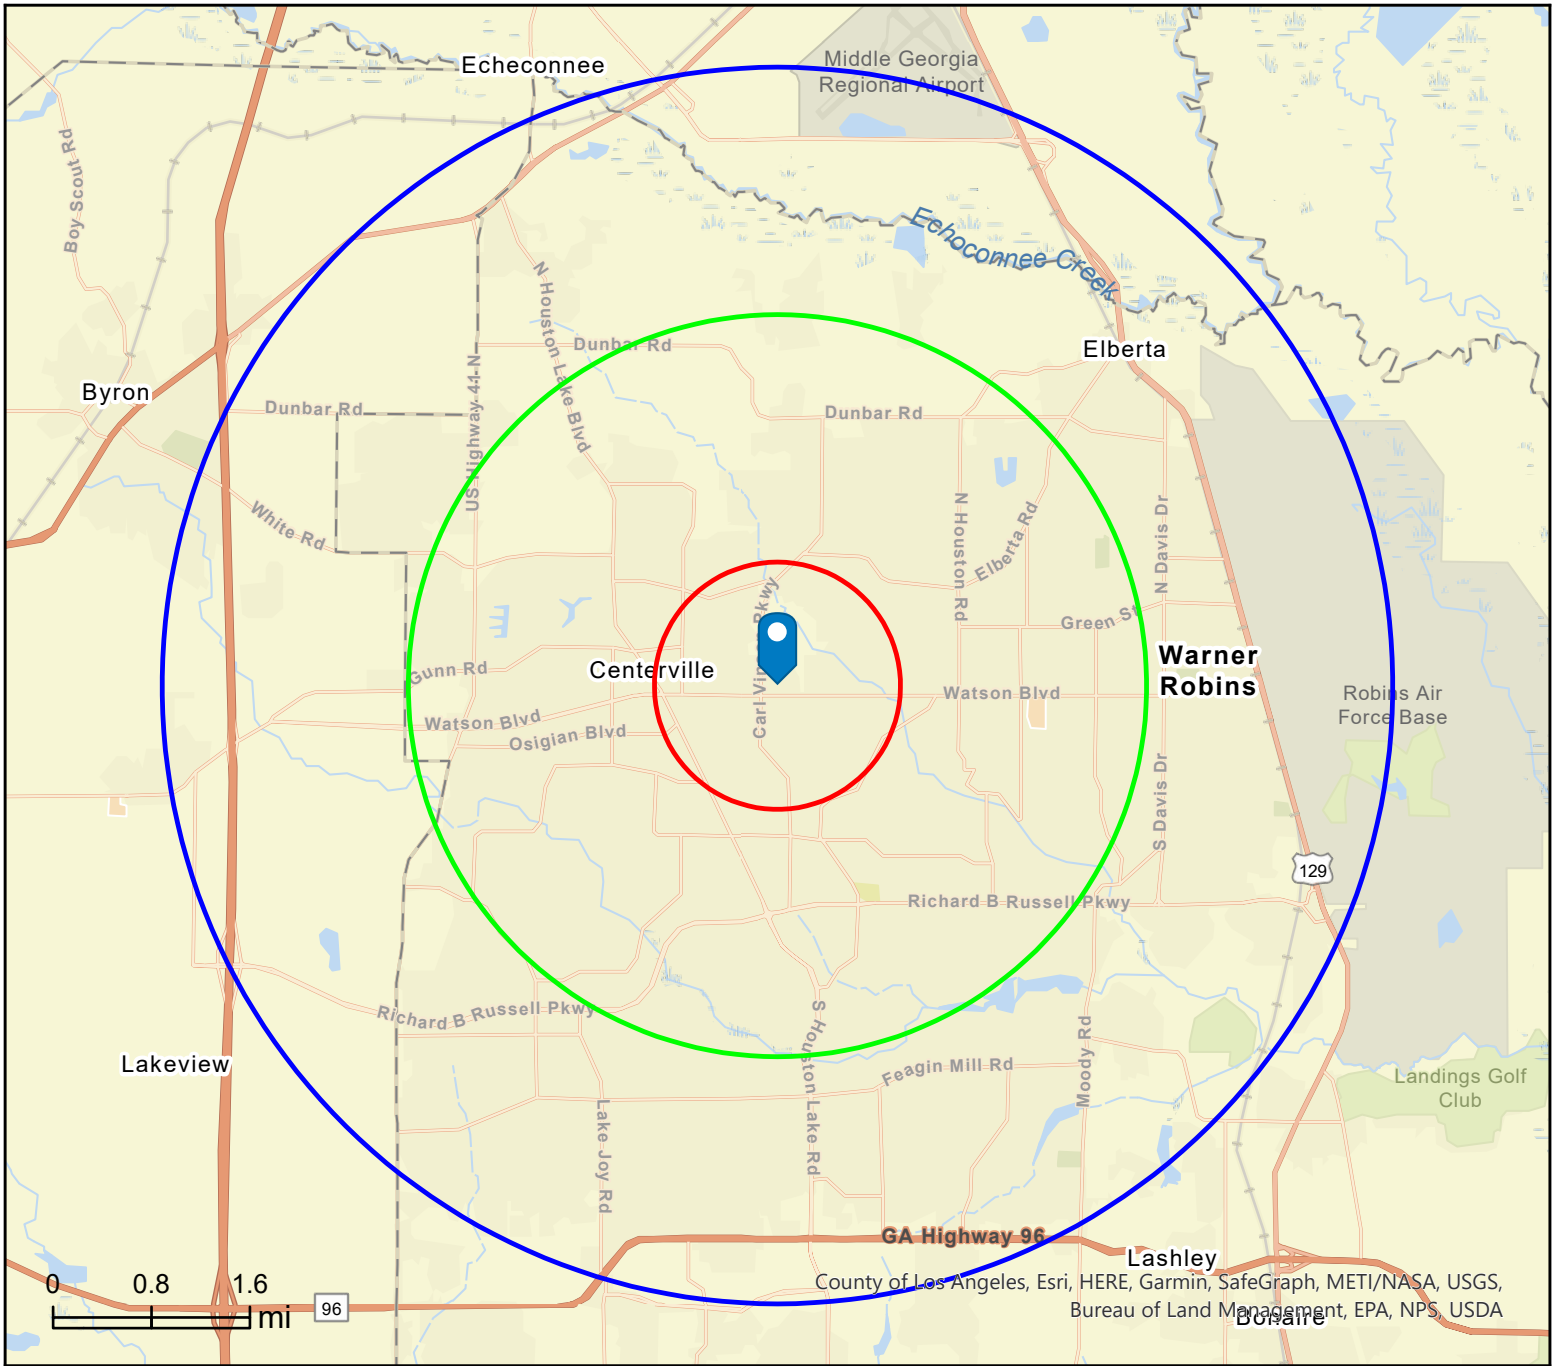 Echeconnee
Middle Georgia
Regional Airport
Boy Scout Rd
Echoconnee Creek
N Houston Lake Blvd
Dunbar Rd
Elberta
Byron
US Highway 41 N
Dunbar Rd
Dunbar Rd
White Rd
N Houston Rd
Elberta Rd
N Davis Dr
Carl Vinson Pkwy
Green St
Gunn Rd
Centerville
Warner
Robins
Watson Blvd
Robins Air
Force Base
Watson Blvd
Osigian Blvd
S Davis Dr
129
Richard B Russell Pkwy
Richard B Russell Pkwy
S Houston Lake Rd
Moody Rd
Lakeview
Feagin Mill Rd
Landings Golf
Club
Lake Joy Rd
GA Highway 96
Lashley
0 0.8 1.6
mi
96
County of Los Angeles, Esri, HERE, Garmin, SafeGraph, METI/NASA, USGS,
Bureau of Land Management, EPA, NPS, USDA
Bonaire